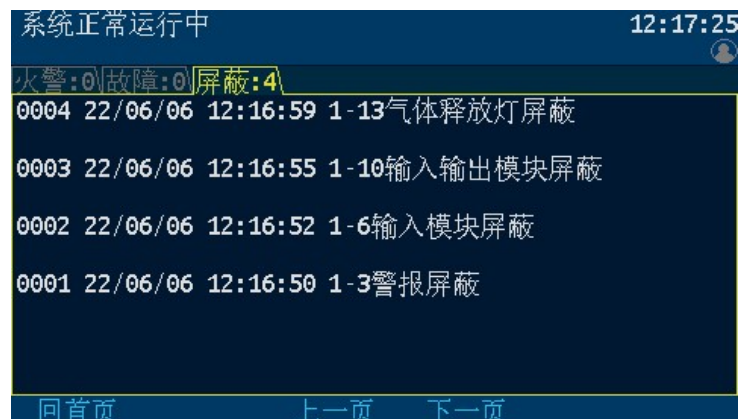 系统正常运行中 12:17:25
火警:0 故障:0 屏蔽:4
0004 22/06/06 12:16:59 1-13气体释放灯屏蔽
0003 22/06/06 12:16:55 1-10输入输出模块屏蔽
0002 22/06/06 12:16:52 1-6输入模块屏蔽
0001 22/06/06 12:16:50 1-3警报屏蔽
回首页 上一页 下一页